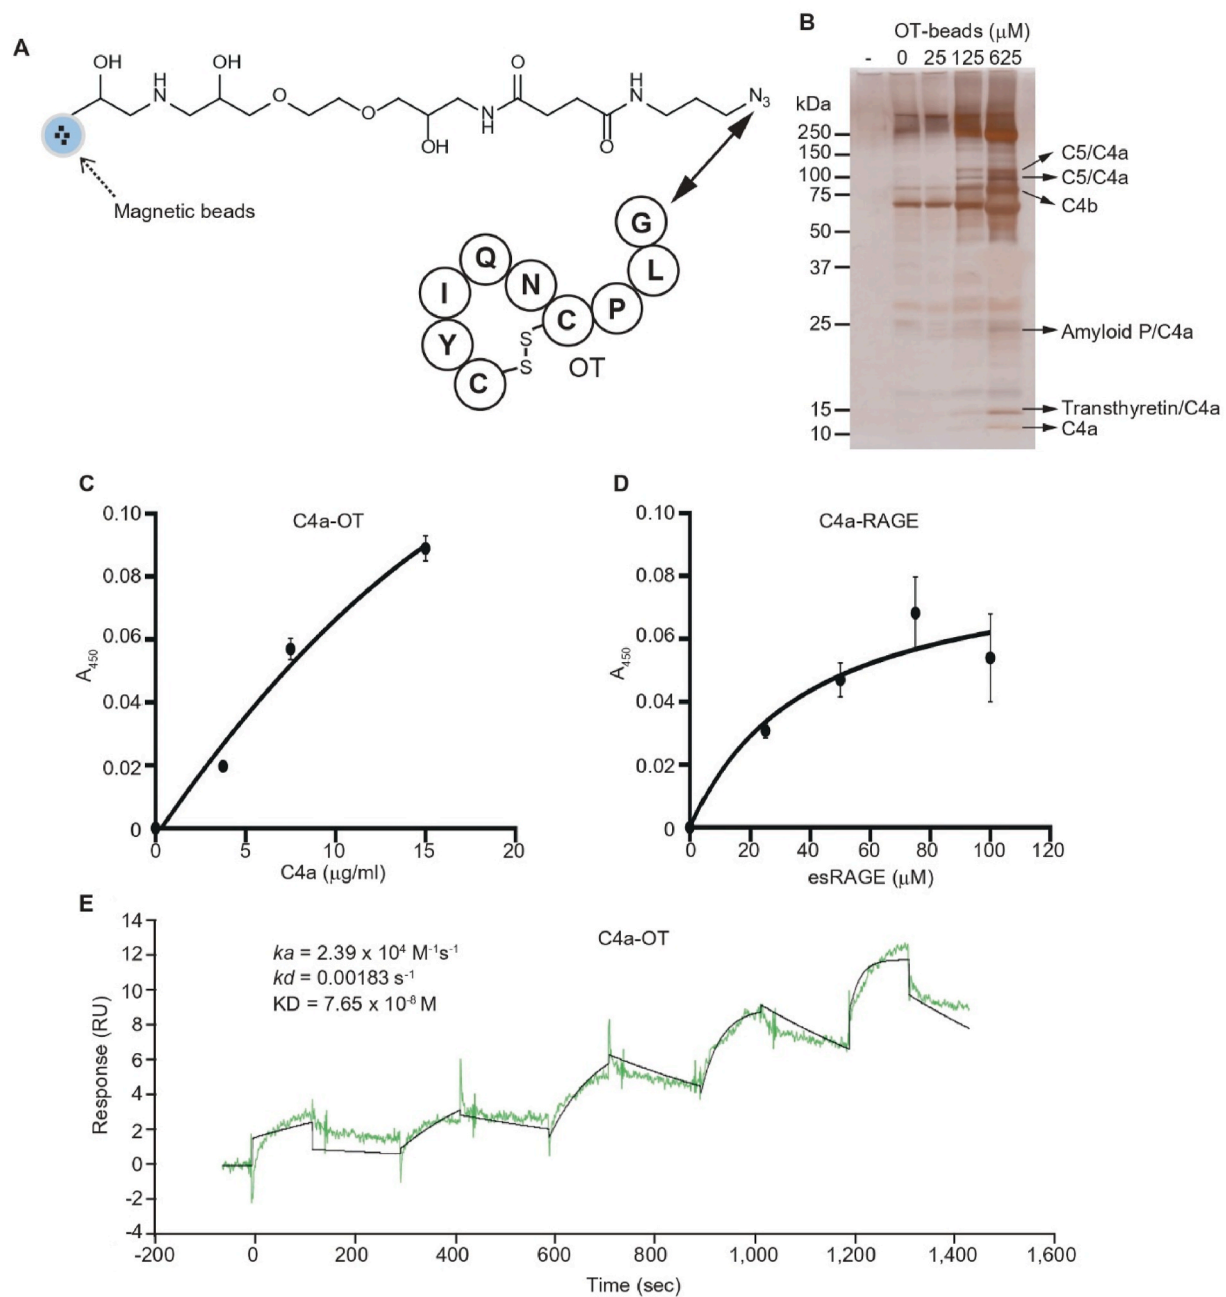 A
OH
OH
H
N
O
O
OH
N
H
O
O
H
N
N3
Magnetic beads
G
L
P
C
N
Q
I
Y
C
S
S
OT
B
OT-beads (μM)
- 0 25 125 625
kDa
250
150
100
75
50
37
25
15
10
C5/C4a
C5/C4a
C4b
Amyloid P/C4a
Transthyretin/C4a
C4a
C
C4a-OT
0.10
0.08
0.06
0.04
0.02
0
A450
0 5 10 15 20
C4a (μg/ml)
D
C4a-RAGE
0.10
0.08
0.06
0.04
0.02
0
A450
0 20 40 60 80 100 120
esRAGE (μM)
E
C4a-OT
ka = 2.39 x 10⁴ M⁻¹s⁻¹
kd = 0.00183 s⁻¹
KD = 7.65 x 10⁻⁸ M
14
12
10
8
6
4
2
0
-2
-4
Response (RU)
-200 0 200 400 600 800 1,000 1,200 1,400 1,600
Time (sec)